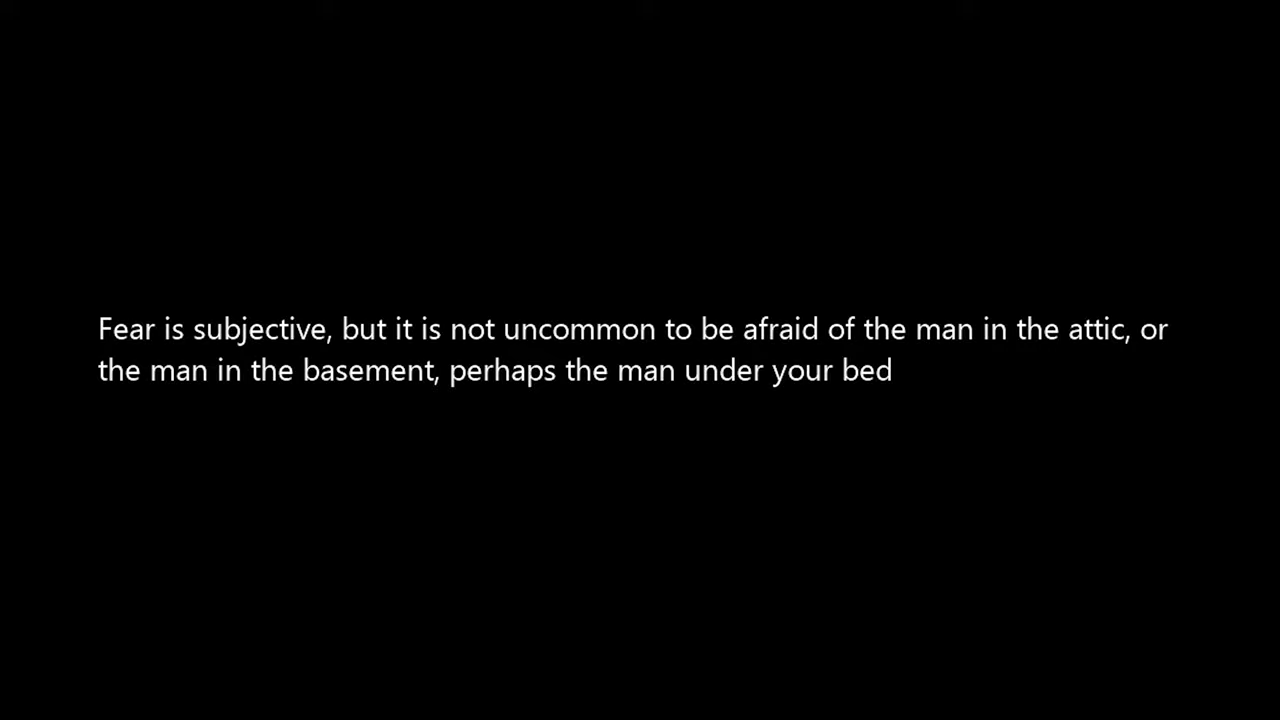 Fear is subjective, but it is not uncommon to be afraid of the man in the attic, or
the man in the basement, perhaps the man under your bed